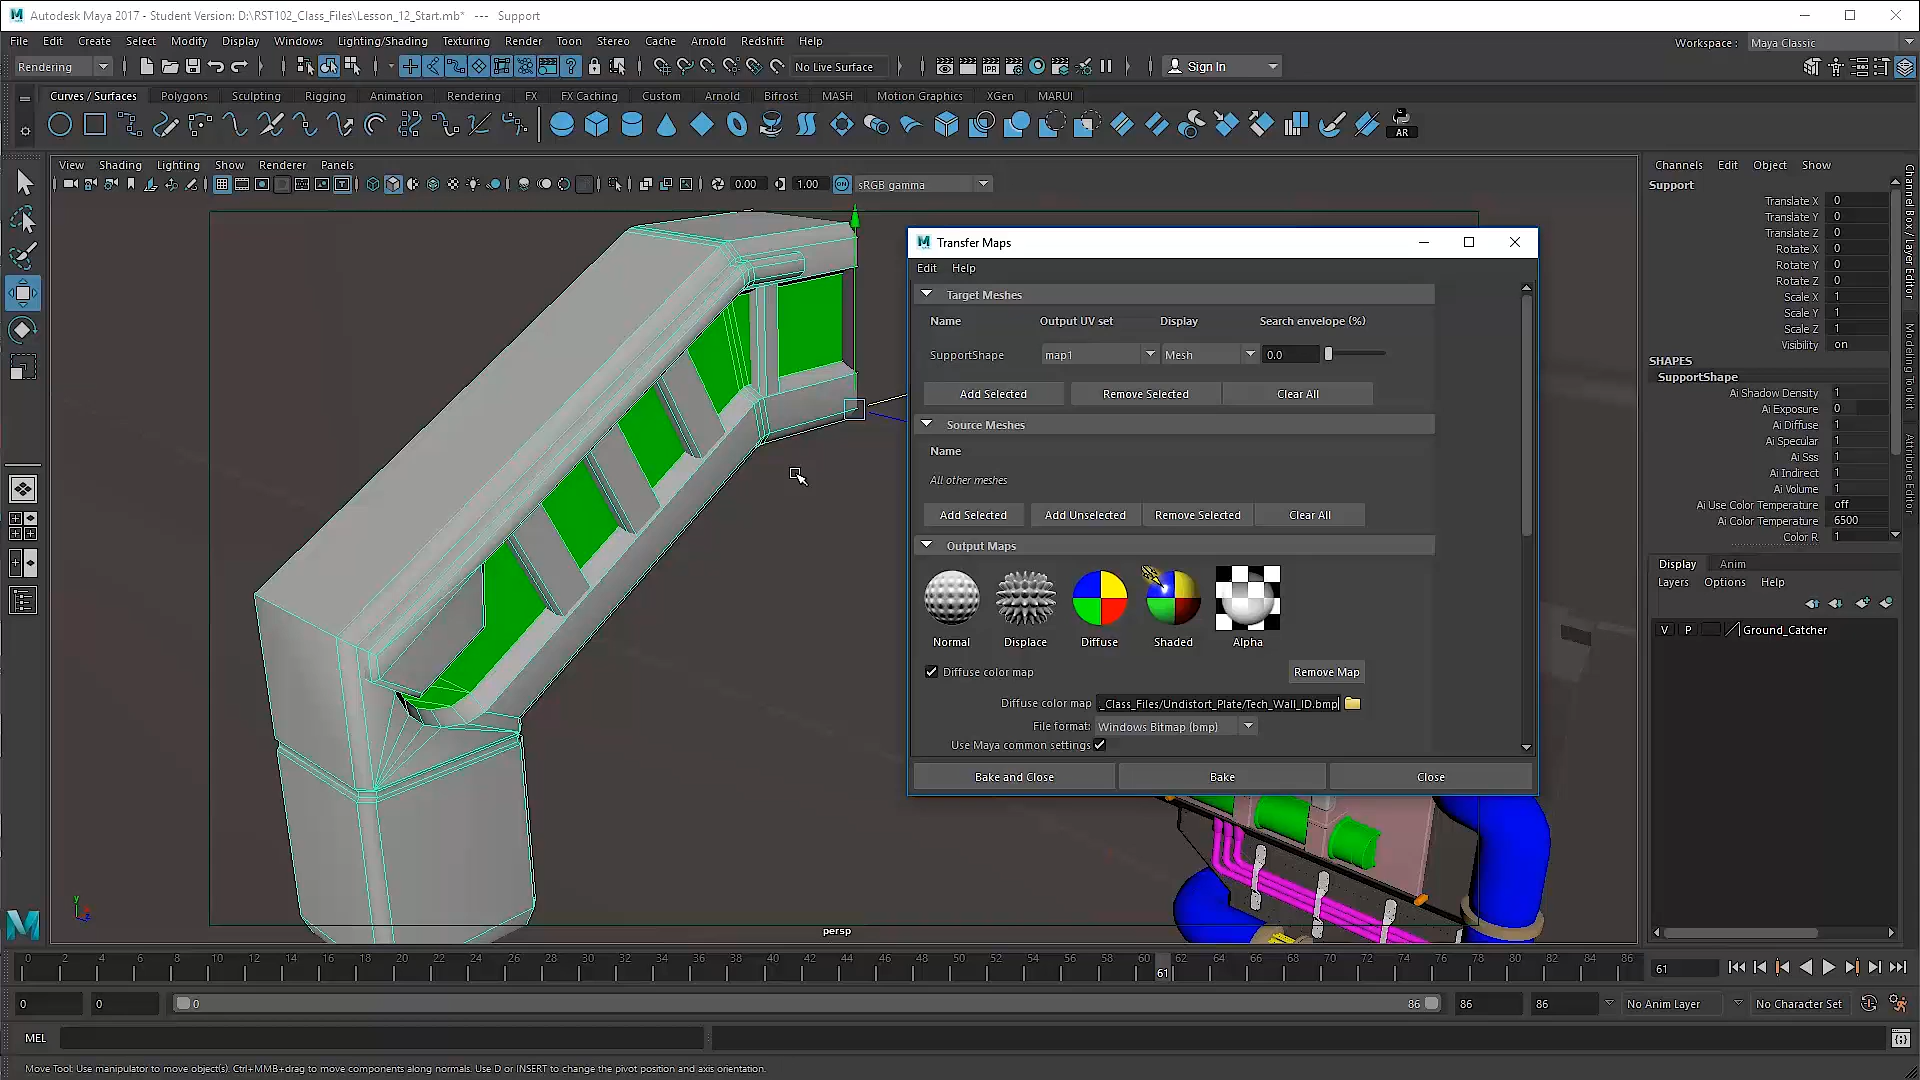 Autodesk Maya 2017 - Student Version: D:\RST102_Class_Files\Lesson_12_Start.mb* --- Support
File Edit Create Select Modify Display Windows Lighting/Shading Texturing Render Toon Stereo Cache Arnold Redshift Help
Workspace : Maya Classic
Rendering No Live Surface IPR Sign In
Curves / Surfaces Polygons Sculpting Rigging Animation Rendering FX FX Caching Custom Arnold Bifrost MASH Motion Graphics XGen MARUI
AR
View Shading Lighting Show Renderer Panels
0.00 1.00 ON sRGB gamma
Channels Edit Object Show
Support
Translate X 0
Translate Y 0
Translate Z 0
Rotate X 0
Rotate Y 0
Rotate Z 0
Scale X 1
Scale Y 1
Scale Z 1
Visibility on
SHAPES
SupportShape
Ai Shadow Density 1
Ai Exposure 0
Ai Diffuse 1
Ai Specular 1
Ai Sss 1
Ai Indirect 1
Ai Volume 1
Ai Use Color Temperature off
Ai Color Temperature 6500
Color R 1
Channel Box / Layer Editor
Modeling Toolkit
Attribute Editor
Display Anim
Layers Options Help
V P Ground_Catcher
Transfer Maps
Edit Help
Target Meshes
Name Output UV set Display Search envelope (%)
SupportShape map1 Mesh 0.0
Add Selected Remove Selected Clear All
Source Meshes
Name
All other meshes
Add Selected Add Unselected Remove Selected Clear All
Output Maps
Normal Displace Diffuse Shaded Alpha
Diffuse color map Remove Map
Diffuse color map _Class_Files/Undistort_Plate/Tech_Wall_ID.bmp
File format: Windows Bitmap (bmp)
Use Maya common settings
Bake and Close Bake Close
y
z
persp
0 2 4 6 8 10 12 14 16 18 20 22 24 26 28 30 32 34 36 38 40 42 44 46 48 50 52 54 56 58 60 62 64 66 68 70 72 74 76 78 80 82 84 86
61 61
0 0 0 86 86 86 No Anim Layer No Character Set
MEL
Move Tool: Use manipulator to move object(s). Ctrl+MMB+drag to move components along normals. Use D or INSERT to change the pivot position and axis orientation.